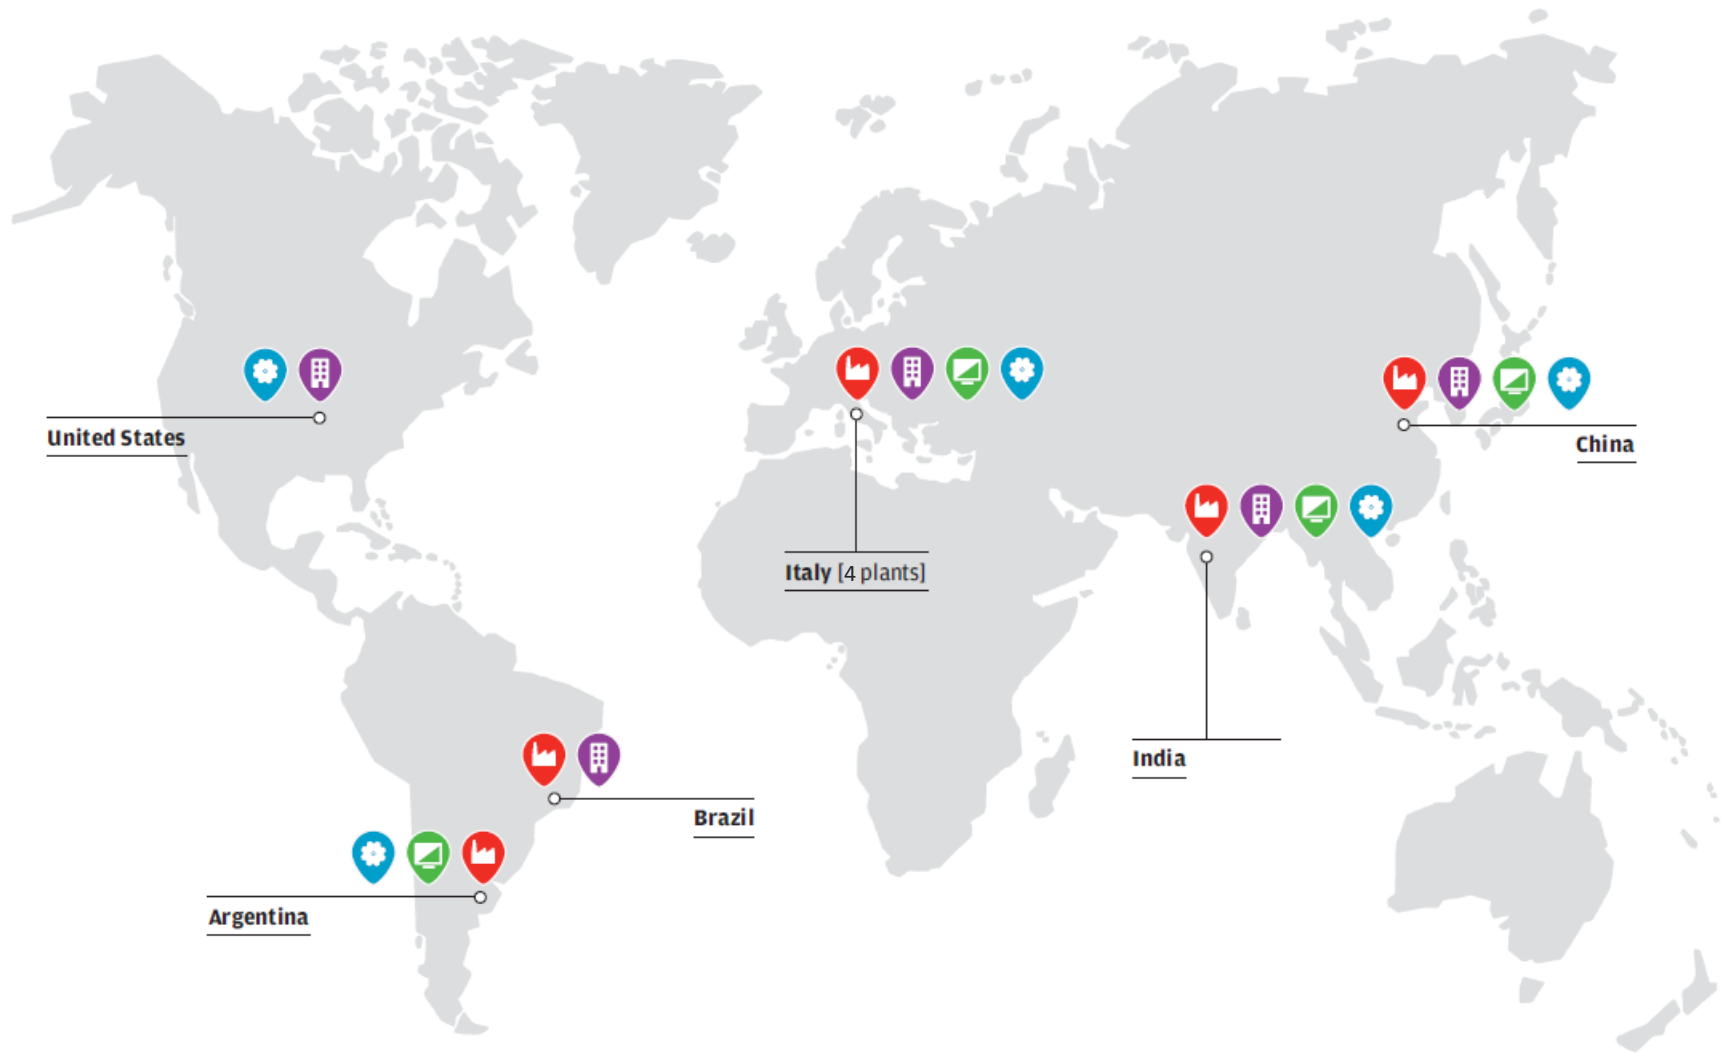 United States
China
Italy [4 plants]
India
Brazil
Argentina